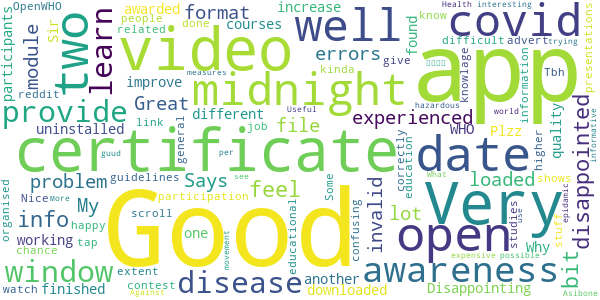 OpenWHO
awarded
format
increase
covid
Health
interesting
people
done
courses
well
know
trying
related
Sir
video
errors
difficult
advert
participants
module
two
learn
give
found
app
presentations
reddit
kinda
knowlage
information
improve
midnight
Tbh
provide
Great
different
experienced
quality
uninstalled
link
job
file
WHO
Plzz
disappointed
measures
Useful
hazardous
world
informative
certificate
general
correctly
education
date
higher
guud
per
problem
guidelines
Says
feel
Some
invalid
loaded
shows
Why
stuff
organised
Nice
More
participation
see
My
Good
Very
epidamic
info
scroll
happy
one
educational
confusing
lot
open
studies
use
What
bit
working
tap
chance
movement
window
extent
disease
another
awareness
expensive
possible
watch
finished
contest
Against
downloaded
Disappointing
Asibone